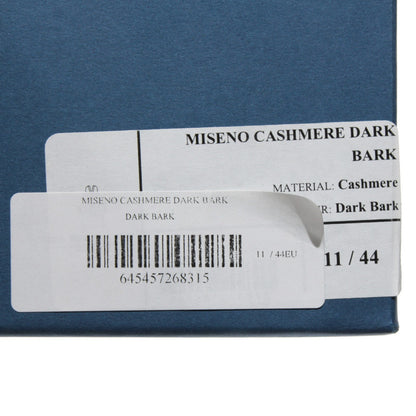 MISENO CASHMERE DARK
BARK
MATERIAL: Cashmere
R: Dark Bark
11 / 44
MISENO CASHMERE DARK BARK
DARK BARK
11 / 44EU
645457268315